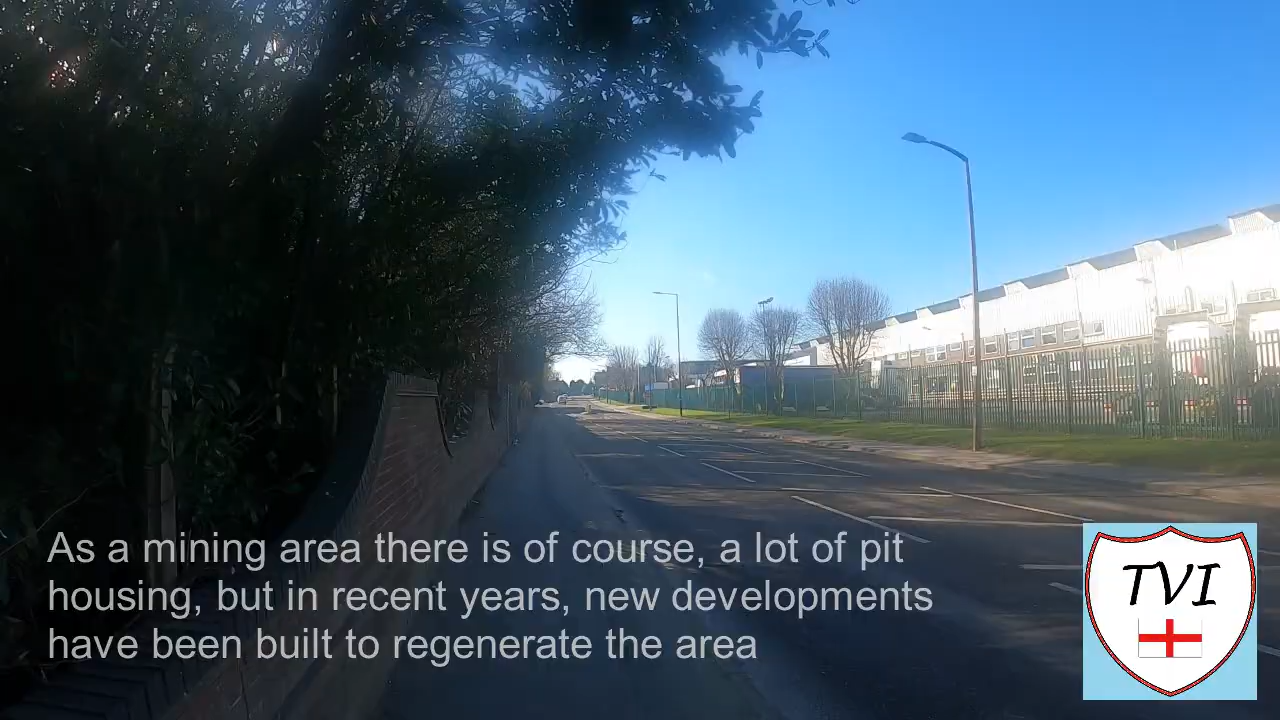 As a mining area there is of course, a lot of pit
housing, but in recent years, new developments
have been built to regenerate the area
TVI